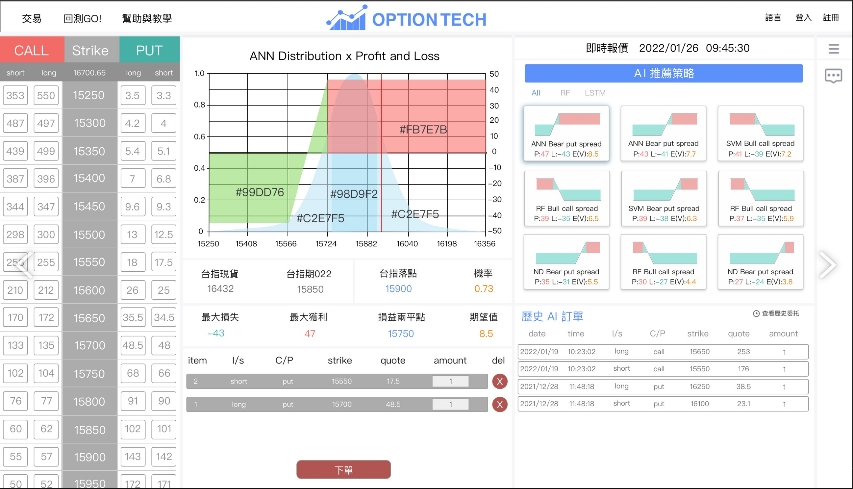 交易 回測GO! 幫助與教學
OPTION TECH
語言 登入 註冊
CALL Strike PUT
short long 16700.65 long short
353 550 15250 3.5 3.3
487 497 15300 4.2 4
439 499 15350 5.4 5.1
387 396 15400 7 6.8
344 347 15450 9.6 9.3
298 300 15500 13 12.5
255 15550 18 17.5
210 212 15600 26 25
170 172 15650 35.5 34.5
133 135 15700 48.5 48
102 104 15750 68 66
76 77 15800 91 90
60 62 15850 102 101
55 57 15900 143 142
50 52 15950 172 171
ANN Distribution x Profit and Loss
1.0
0.8
0.6
0.4
0.2
0
50
40
30
20
10
0
-10
-20
-30
-40
-50
#FB7E7B
#99DD76
#98D9F2
#C2E7F5
#C2E7F5
15250 15408 15566 15724 15882 16040 16198 16356
台指現貨 台指期022 台指落點 機率
16432 15850 15900 0.73
最大損失 最大獲利 損益兩平點 期望值
-43 47 15750 8.5
item l/s C/P strike quote amount del
2 short put 15550 17.5 1 X
1 long put 15700 48.5 1 X
下單
即時報價 2022/01/26 09:45:30
AI 推薦策略
All RF LSTM
ANN Bear put spread
P:47 L:-43 E(V):8.5
ANN Bear put spread
P:43 L:-41 E(V):7.7
SVM Bull call spread
P:41 L:-39 E(V):7.2
RF Bull call spread
P:39 L:-35 E(V):6.5
SVM Bear put spread
P:39 L:-38 E(V):6.3
RF Bull call spread
P:37 L:-35 E(V):5.9
ND Bear put spread
P:35 L:-31 E(V):5.5
RF Bull call spread
P:30 L:-27 E(V):4.4
ND Bear put spread
P:27 L:-24 E(V):3.8
歷史 AI 訂單
查看歷史委托
date time l/s C/P strike quote amount
2022/01/19 10:23:02 long call 15650 253 1
2022/01/19 10:23:02 short call 15550 176 1
2021/12/28 11:48:18 long put 16250 38.5 1
2021/12/28 11:48:18 short put 16100 23.1 1